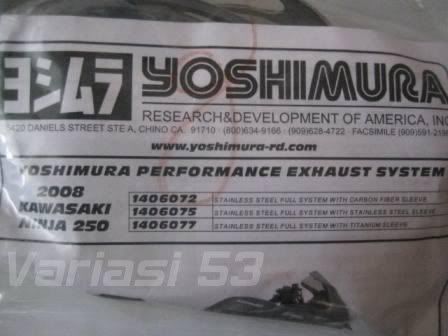 ヨシムラ YOSHIMURA
RESEARCH&DEVELOPMENT OF AMERICA, INC
5420 DANIELS STREET STE A, CHINO CA. 91710 · (800)634-9166 · (909)628-4722 · FACSIMILE (909)591-219
www.yoshimura-rd.com
YOSHIMURA PERFORMANCE EXHAUST SYSTEM
2008
KAWASAKI
NINJA 250
1406072 STAINLESS STEEL FULL SYSTEM WITH CARBON FIBER SLEEVE
1406075 STAINLESS STEEL FULL SYSTEM WITH STAINLESS STEEL SLEEVE
1406077 STAINLESS STEEL FULL SYSTEM WITH TITANIUM SLEEVE
Variasi 53